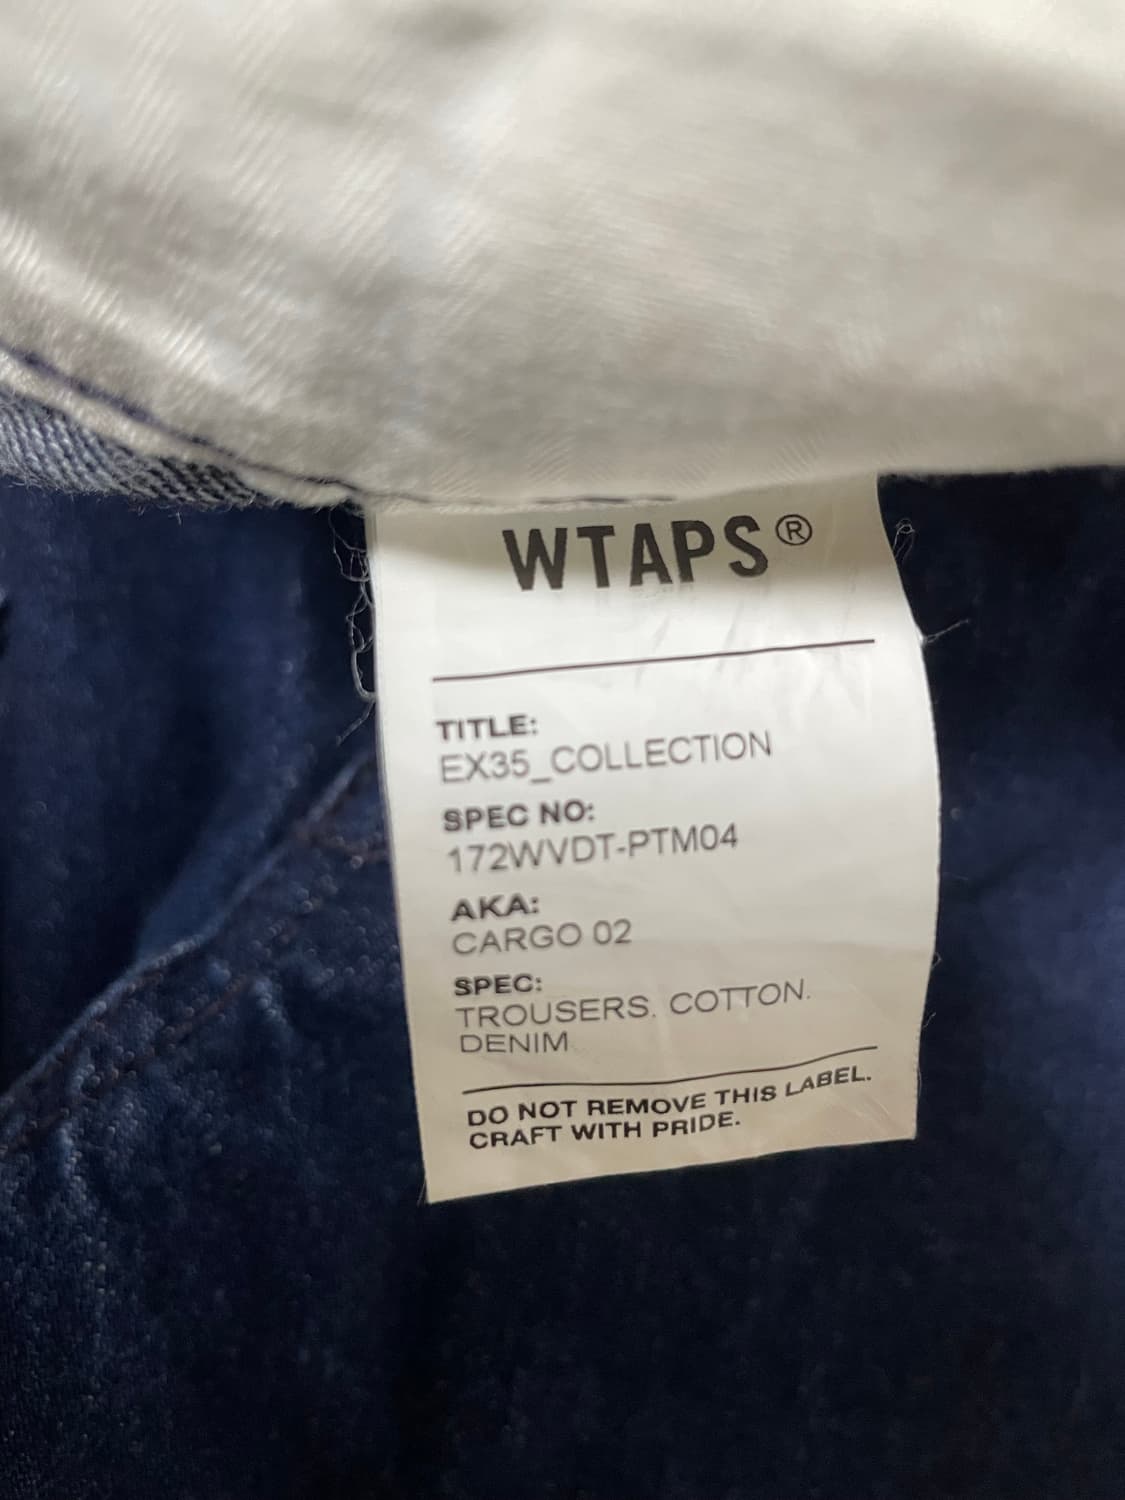 WTAPS®
TITLE:
EX35_COLLECTION
SPEC NO:
172WVDT-PTM04
AKA:
CARGO 02
SPEC:
TROUSERS. COTTON.
DENIM
DO NOT REMOVE THIS LABEL.
CRAFT WITH PRIDE.